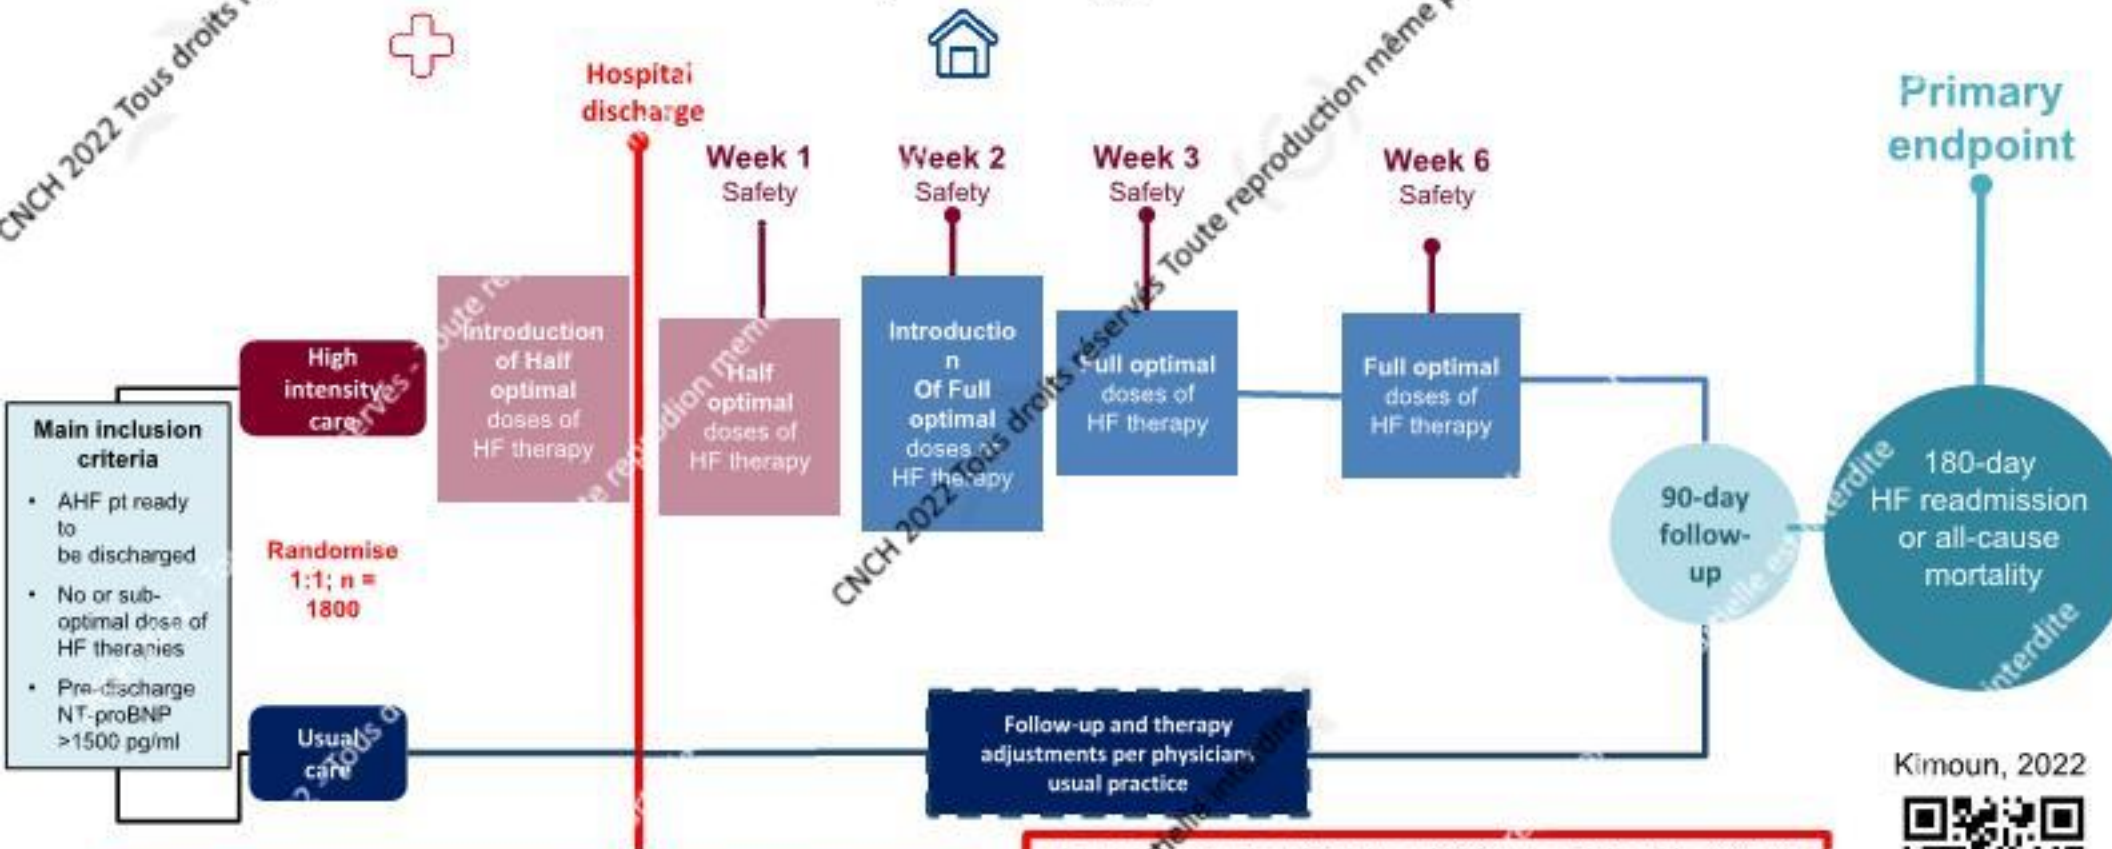 Hospital
discharge
Primary
endpoint
Week 1
Safety
Week 2
Safety
Week 3
Safety
Week 6
Safety
High
intensity
care
Introduction
of Half
optimal
doses of
HF therapy
Half
optimal
doses of
HF therapy
Introductio
n
Of Full
optimal
doses of
HF therapy
Full optimal
doses of
HF therapy
Full optimal
doses of
HF therapy
Main inclusion
criteria
• AHF pt ready
to
be discharged
• No or sub-
optimal dose of
HF therapies
• Pre-discharge
NT-proBNP
>1500 pg/ml
Randomise
1:1; n =
1800
90-day
follow-
up
180-day
HF readmission
or all-cause
mortality
Usual
care
Follow-up and therapy
adjustments per physicians
usual practice
Kimoun, 2022
CNCH 2022 Tous droits
CNCH 2022 Tous droits réservés Toute reproduction même
interdite